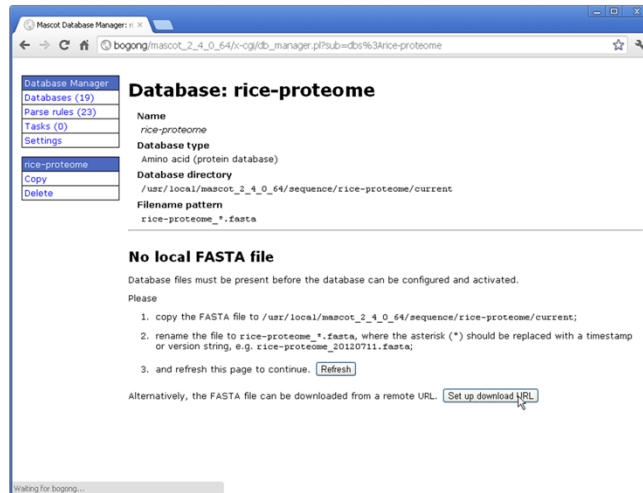 Mascot Database Manager: ri
bogong/mascot_2_4_0_64/x-cgi/db_manager.pl?sub=dbs%3Arice-proteome
Database Manager
Databases (19)
Parse rules (23)
Tasks (0)
Settings
rice-proteome
Copy
Delete
Database: rice-proteome
Name
rice-proteome
Database type
Amino acid (protein database)
Database directory
/usr/local/mascot_2_4_0_64/sequence/rice-proteome/current
Filename pattern
rice-proteome_*.fasta
No local FASTA file
Database files must be present before the database can be configured and activated.
Please
1. copy the FASTA file to /usr/local/mascot_2_4_0_64/sequence/rice-proteome/current;
2. rename the file to rice-proteome_*.fasta, where the asterisk (*) should be replaced with a timestamp
or version string, e.g. rice-proteome_20120711.fasta;
3. and refresh this page to continue. Refresh
Alternatively, the FASTA file can be downloaded from a remote URL. Set up download URL
Waiting for bogong...